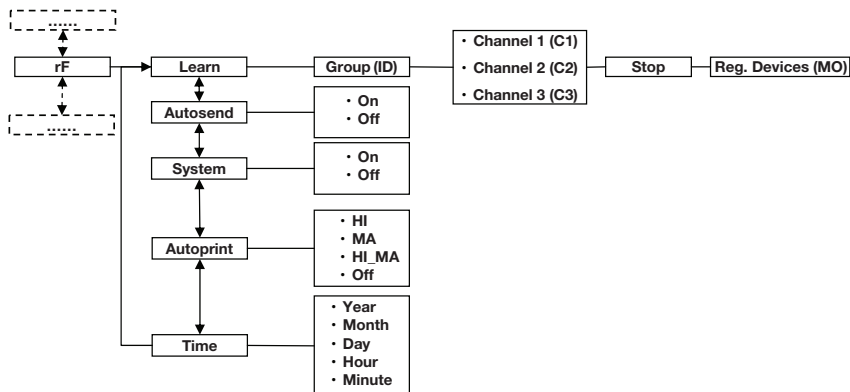 ......
rF
......
Learn
Group (ID)
· Channel 1 (C1)
· Channel 2 (C2)
· Channel 3 (C3)
Stop
Reg. Devices (MO)
Autosend
· On
· Off
System
· On
· Off
Autoprint
· HI
· MA
· HI_MA
· Off
Time
· Year
· Month
· Day
· Hour
· Minute